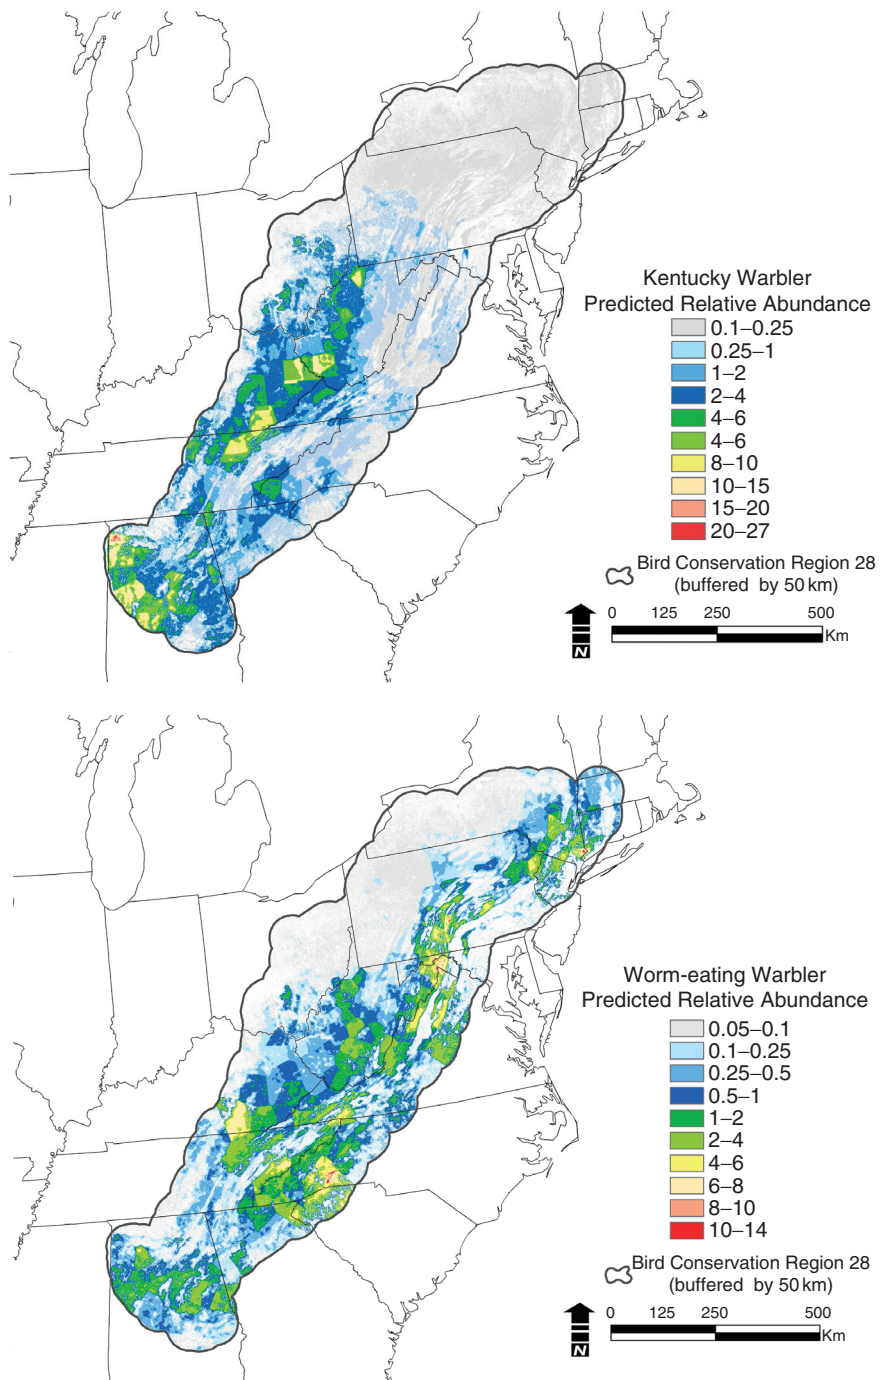 Kentucky Warbler
Predicted Relative Abundance
0.1–0.25
0.25–1
1–2
2–4
4–6
4–6
8–10
10–15
15–20
20–27
Bird Conservation Region 28
(buffered by 50 km)
0 125 250 500
Km
N
Worm-eating Warbler
Predicted Relative Abundance
0.05–0.1
0.1–0.25
0.25–0.5
0.5–1
1–2
2–4
4–6
6–8
8–10
10–14
Bird Conservation Region 28
(buffered by 50 km)
0 125 250 500
Km
N